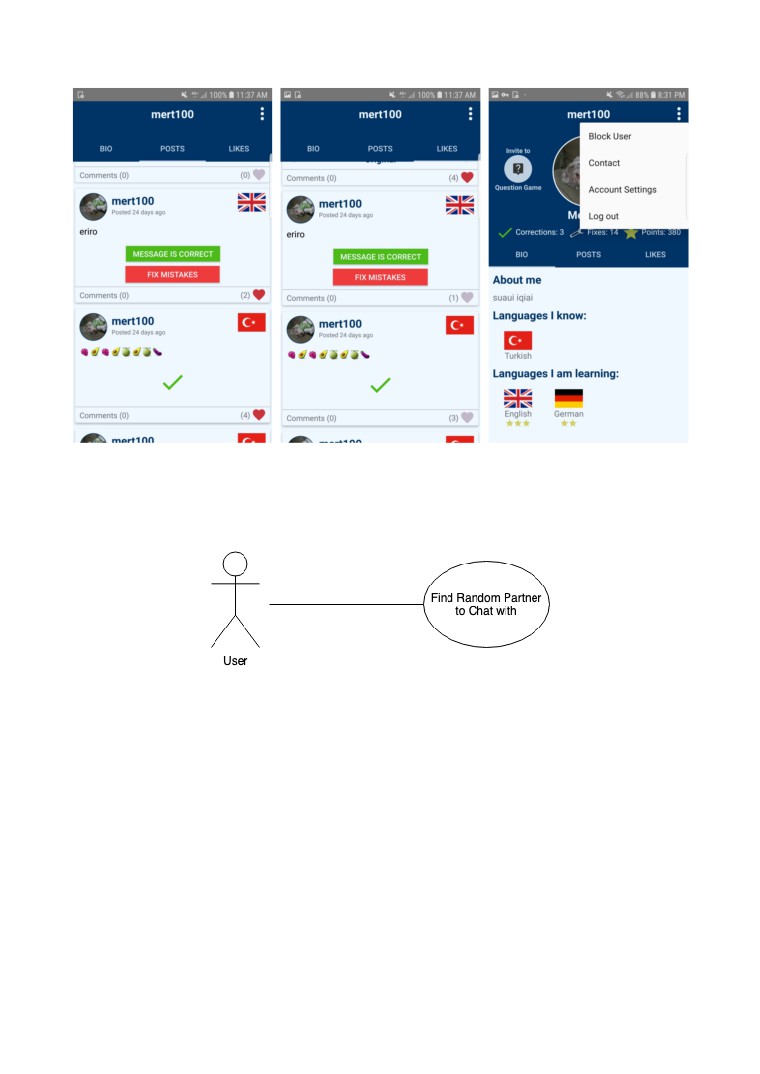 100% 11:37 AM
mert100
BIO POSTS LIKES
Comments (0) (0)
mert100
Posted 24 days ago
eriro
MESSAGE IS CORRECT
FIX MISTAKES
Comments (0) (2)
mert100
Posted 24 days ago
Comments (0) (4)
mert100
100% 11:37 AM
mert100
BIO POSTS LIKES
Comments (0) (4)
mert100
Posted 24 days ago
eriro
MESSAGE IS CORRECT
FIX MISTAKES
Comments (0) (1)
mert100
Posted 24 days ago
Comments (0) (3)
mert100
88% 8:31 PM
mert100
Block User
Contact
Account Settings
Log out
Invite to
Question Game
Corrections: 3 Fixes: 14 Points: 380
BIO POSTS LIKES
About me
suaui iqiai
Languages I know:
Turkish
Languages I am learning:
English German
Find Random Partner
to Chat with
User